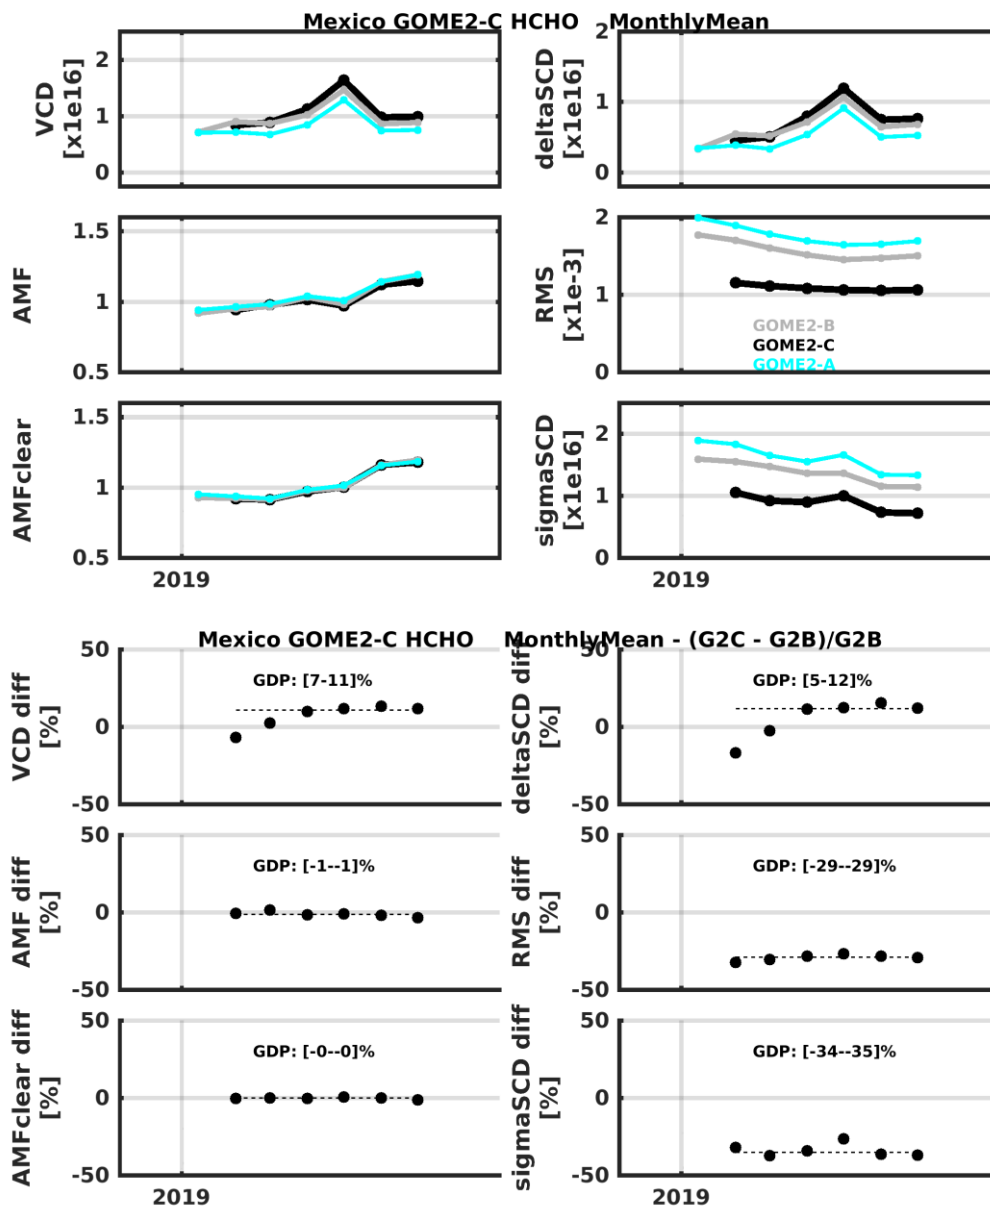 Mexico GOME2-C HCHO MonthlyMean
VCD
[x1e16]
2
1
0
deltaSCD
[x1e16]
2
1
0
AMF
1.5
1
0.5
RMS
[x1e-3]
2
1
0
GOME2-B
GOME2-C
GOME2-A
AMFclear
1.5
1
0.5
2019
sigmaSCD
[x1e16]
2
1
0
2019
Mexico GOME2-C HCHO MonthlyMean - (G2C - G2B)/G2B
VCD diff
[%]
50
0
-50
GDP: [7-11]%
deltaSCD diff
[%]
50
0
-50
GDP: [5-12]%
AMF diff
[%]
50
0
-50
GDP: [-1--1]%
RMS diff
[%]
50
0
-50
GDP: [-29--29]%
AMFclear diff
[%]
50
0
-50
GDP: [-0--0]%
2019
sigmaSCD diff
[%]
50
0
-50
GDP: [-34--35]%
2019